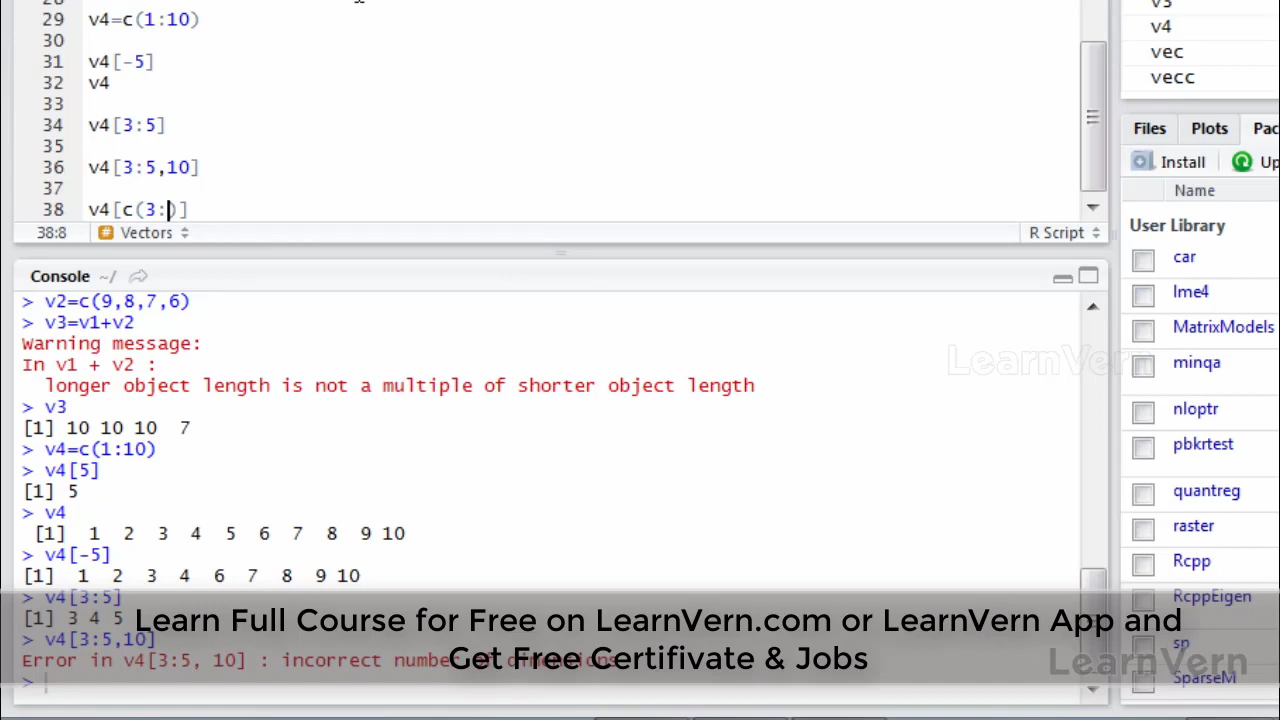 28
29 v4=c(1:10)
30
31 v4[-5]
32 v4
33
34 v4[3:5]
35
36 v4[3:5,10]
37
38 v4[c(3:)]
38:8 # Vectors R Script
Console ~/
> v2=c(9,8,7,6)
> v3=v1+v2
Warning message:
In v1 + v2 :
longer object length is not a multiple of shorter object length
> v3
[1] 10 10 10 7
> v4=c(1:10)
> v4[5]
[1] 5
> v4
[1] 1 2 3 4 5 6 7 8 9 10
> v4[-5]
[1] 1 2 3 4 6 7 8 9 10
> v4[3:5]
[1] 3 4 5
> v4[3:5,10]
Error in v4[3:5, 10] : incorrect number of dimensions
>
v3
v4
vec
vecc
Files Plots Pac
Install Up
Name
User Library
car
lme4
MatrixModels
minqa
nloptr
pbkrtest
quantreg
raster
Rcpp
RcppEigen
sp
SparseM
LearnVern
Learn Full Course for Free on LearnVern.com or LearnVern App and
Get Free Certifivate & Jobs
LearnVern